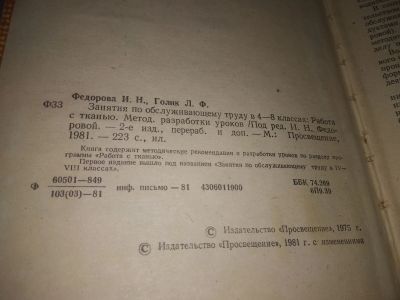 Федорова И. Н., Голик Л. Ф.
Ф33 Занятия по обслуживающему труду в 4—8 классах: Работа
с тканью. Метод. разработки уроков /Под ред. И. Н. Федо-
ровой. — 2-е изд., перераб. и доп. — М.: Просвещение,
1981. — 223 с., ил.
Книга содержит методические рекомендации и разработки уроков по разделу про-
граммы «Работа с тканью».
Первое издание вышло под названием «Занятия по обслуживающему труду в IV—
VIII классах».
Ф 60501—849
103(03)—81 инф. письмо—81 4306011900
ББК 74.269
6П9.30
© Издательство «Просвещение», 1975 г.
© Издательство «Просвещение», 1981 г. с изменениями